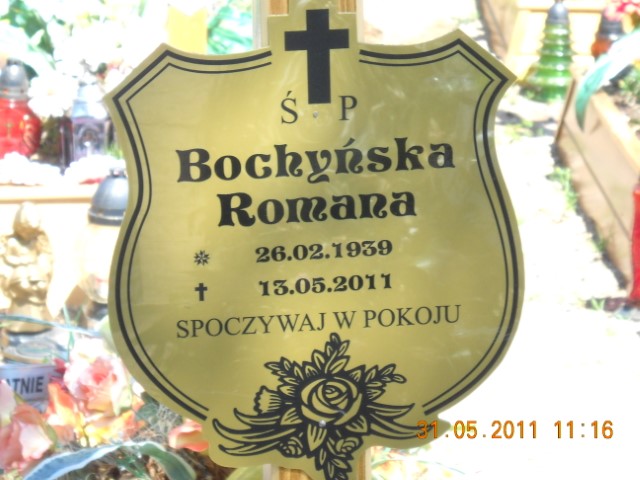 Ś P
Bochyńska
Romana
26.02.1939
13.05.2011
SPOCZYWAJ W POKOJU
31.05.2011 11:16